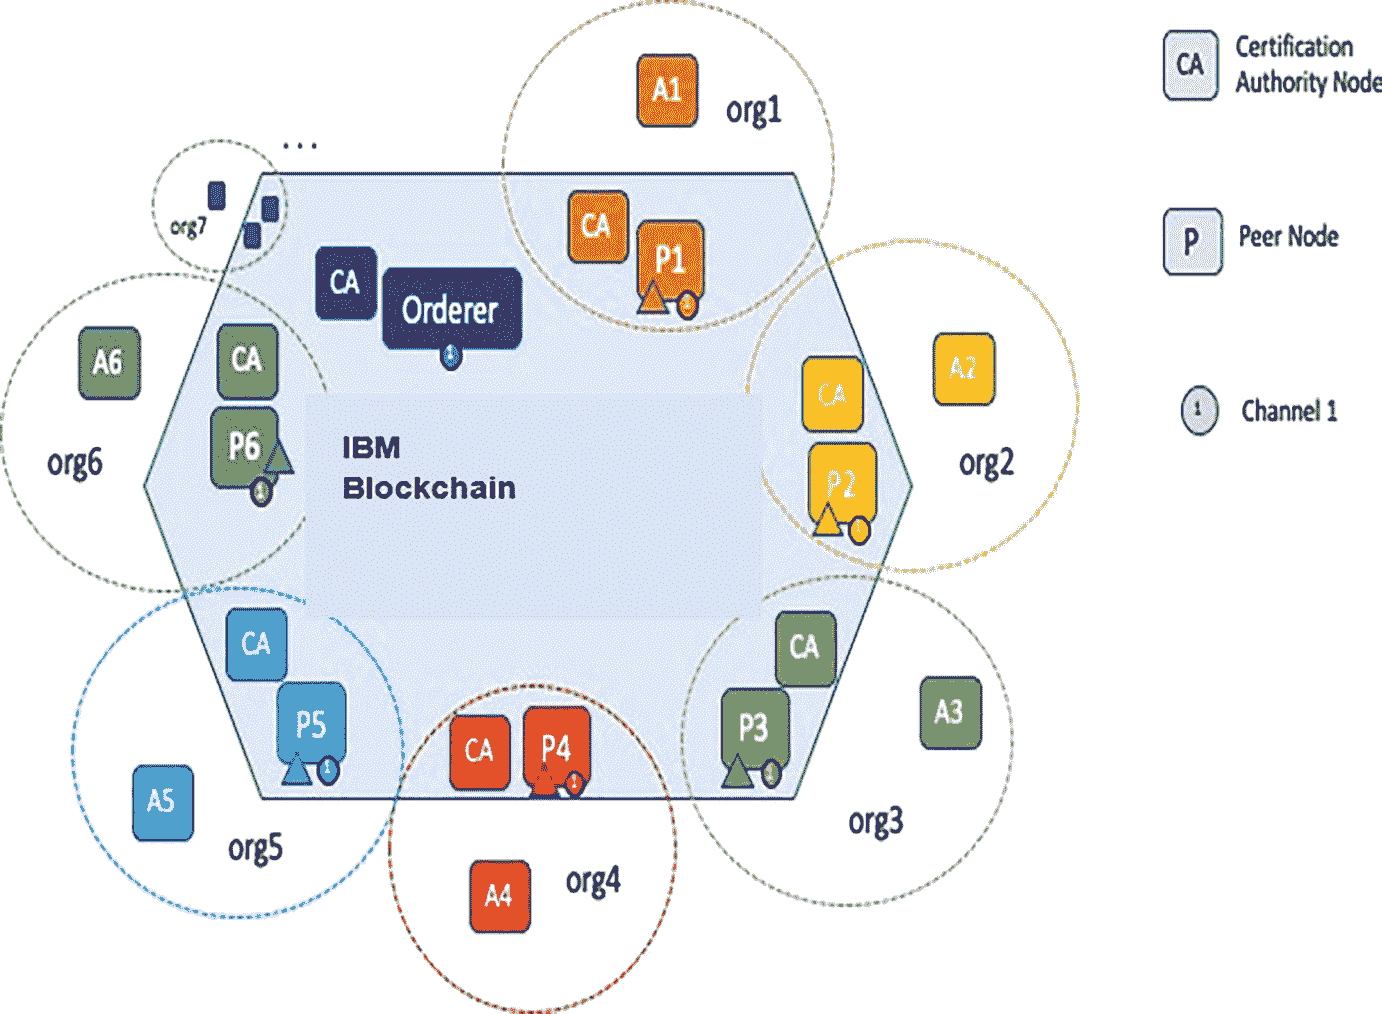 A1
org1
CA
P1
1
...
org7
CA
Orderer
1
A6
CA
P6
1
org6
IBM
Blockchain
CA
A2
P2
1
org2
CA
P3
1
A3
org3
CA
P5
1
A5
org5
CA
P4
1
A4
org4
CA
Certification
Authority Node
P
Peer Node
1
Channel 1